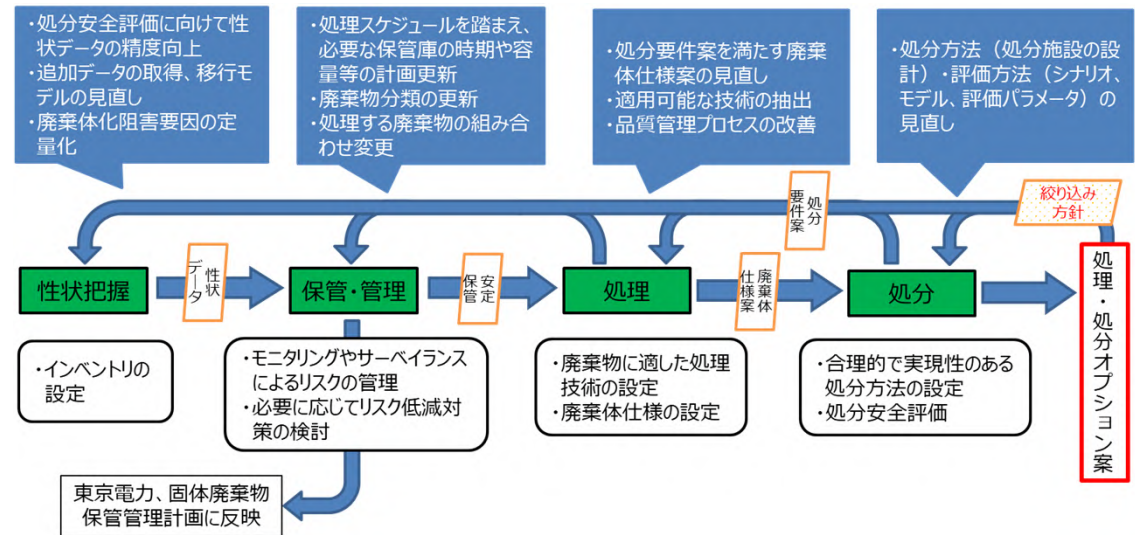 ・処分安全評価に向けて性
状データの精度向上
・追加データの取得、移行モ
デルの見直し
・廃棄体化阻害要因の定
量化
・処理スケジュールを踏まえ、
必要な保管庫の時期や容
量等の計画更新
・廃棄物分類の更新
・処理する廃棄物の組み合
わせ変更
・処分要件案を満たす廃棄
体仕様案の見直し
・適用可能な技術の抽出
・品質管理プロセスの改善
・処分方法（処分施設の設
計）・評価方法（シナリオ、
モデル、評価パラメータ）の
見直し
処分
要件案
絞り込み
方針
性状把握
性状
データ
保管・管理
安定
保管
処理
廃棄体
仕様案
処分
処理・処分オプション案
・インベントリの
設定
・モニタリングやサーベイランス
によるリスクの管理
・必要に応じてリスク低減対
策の検討
・廃棄物に適した処理
技術の設定
・廃棄体仕様の設定
・合理的で実現性のある
処分方法の設定
・処分安全評価
東京電力、固体廃棄物
保管管理計画に反映